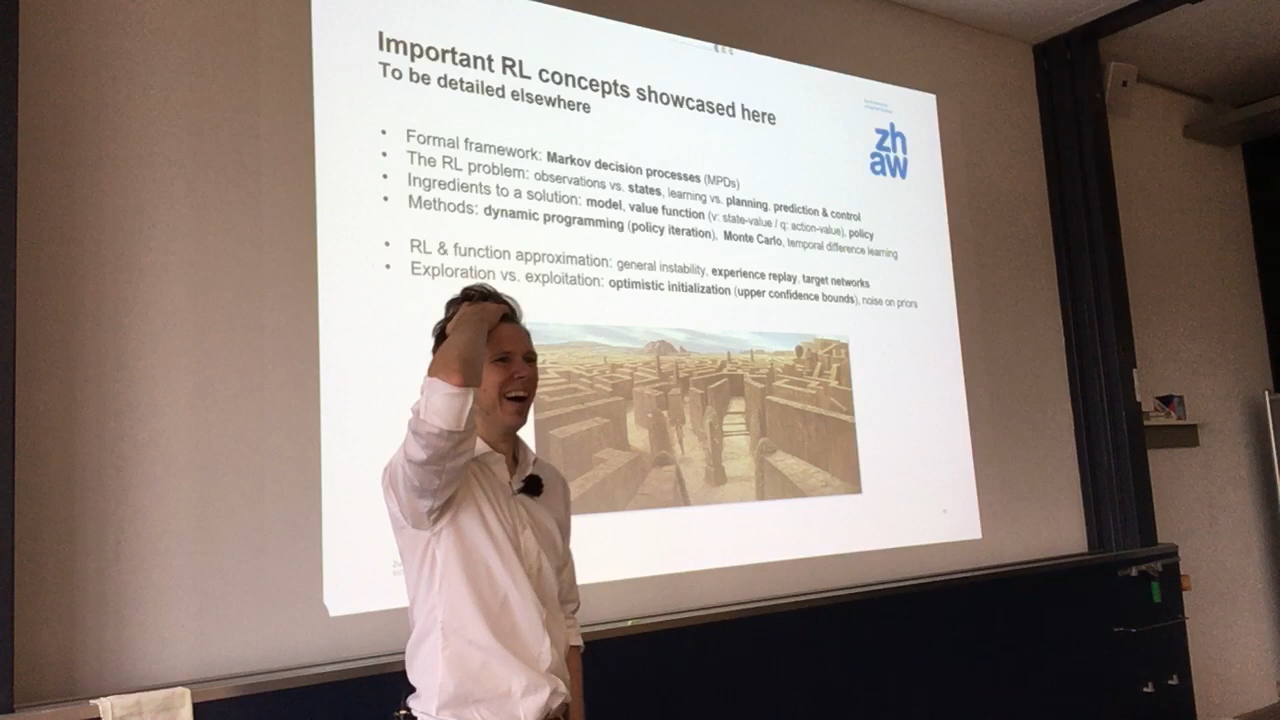 Important RL concepts showcased here
To be detailed elsewhere
zh
aw
• Formal framework: Markov decision processes (MPDs)
• The RL problem: observations vs. states, learning vs. planning, prediction & control
• Ingredients to a solution: model, value function (v: state-value / q: action-value), policy
• Methods: dynamic programming (policy iteration), Monte Carlo, temporal difference learning
• RL & function approximation: general instability, experience replay, target networks
• Exploration vs. exploitation: optimistic initialization (upper confidence bounds), noise on priors